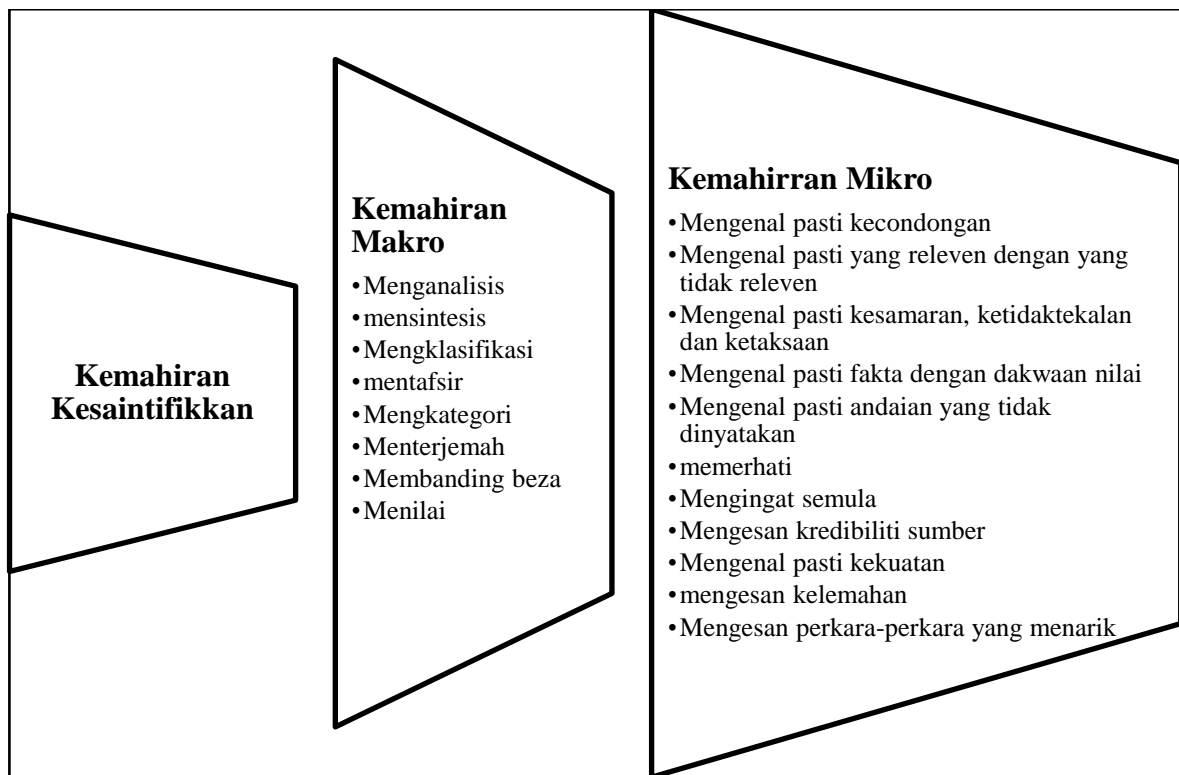 Kemahiran
Kesaintifikkan
Kemahiran
Makro
•Menganalisis
•mensintesis
•Mengklasifikasi
•mentafsir
•Mengkategori
•Menterjemah
•Membanding beza
•Menilai
Kemahirran Mikro
•Mengenal pasti kecondongan
•Mengenal pasti yang releven dengan yang
tidak releven
•Mengenal pasti kesamaran, ketidaktekalan
dan ketaksaan
•Mengenal pasti fakta dengan dakwaan nilai
•Mengenal pasti andaian yang tidak
dinyatakan
•memerhati
•Mengingat semula
•Mengesan kredibiliti sumber
•Mengenal pasti kekuatan
•mengesan kelemahan
•Mengesan perkara-perkara yang menarik